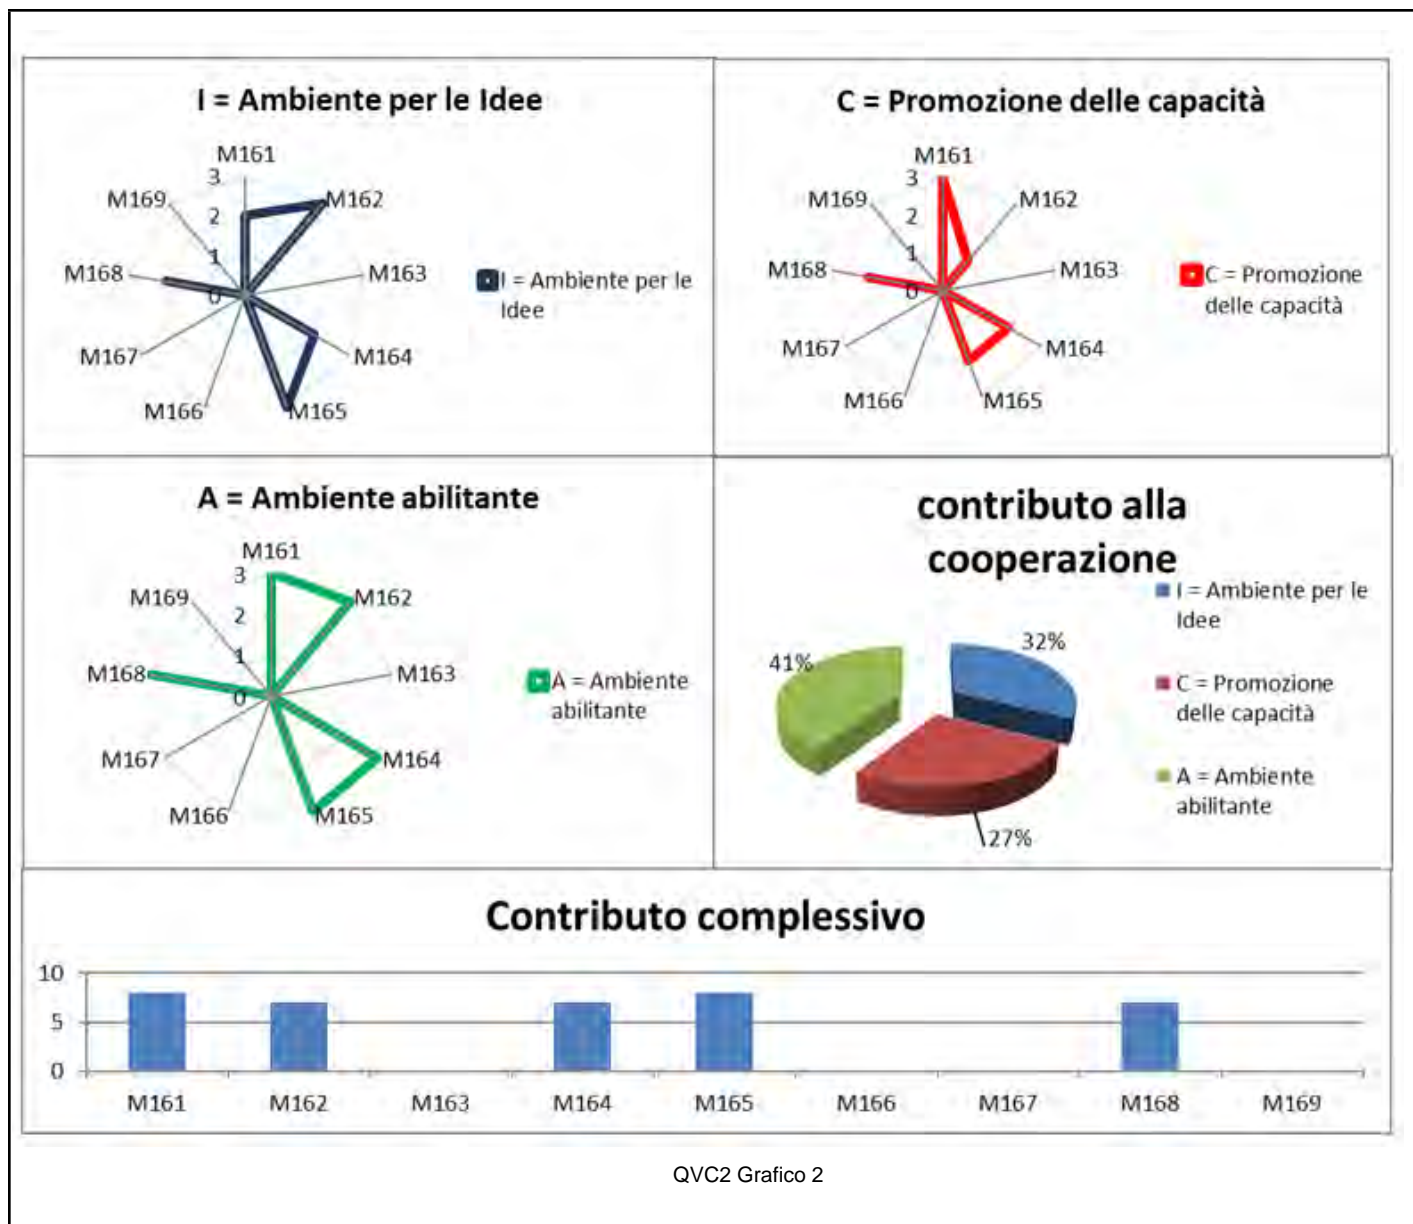 I = Ambiente per le Idee
M161
M162
M163
M164
M165
M166
M167
M168
M169
3
2
1
0
I = Ambiente per le
Idee
C = Promozione delle capacità
M161
M162
M163
M164
M165
M166
M167
M168
M169
3
2
1
0
C = Promozione
delle capacità
A = Ambiente abilitante
M161
M162
M163
M164
M165
M166
M167
M168
M169
3
2
1
0
A = Ambiente
abilitante
contributo alla
cooperazione
32%
27%
41%
I = Ambiente per le
Idee
C = Promozione
delle capacità
A = Ambiente
abilitante
Contributo complessivo
10
5
0
M161 M162 M163 M164 M165 M166 M167 M168 M169
QVC2 Grafico 2